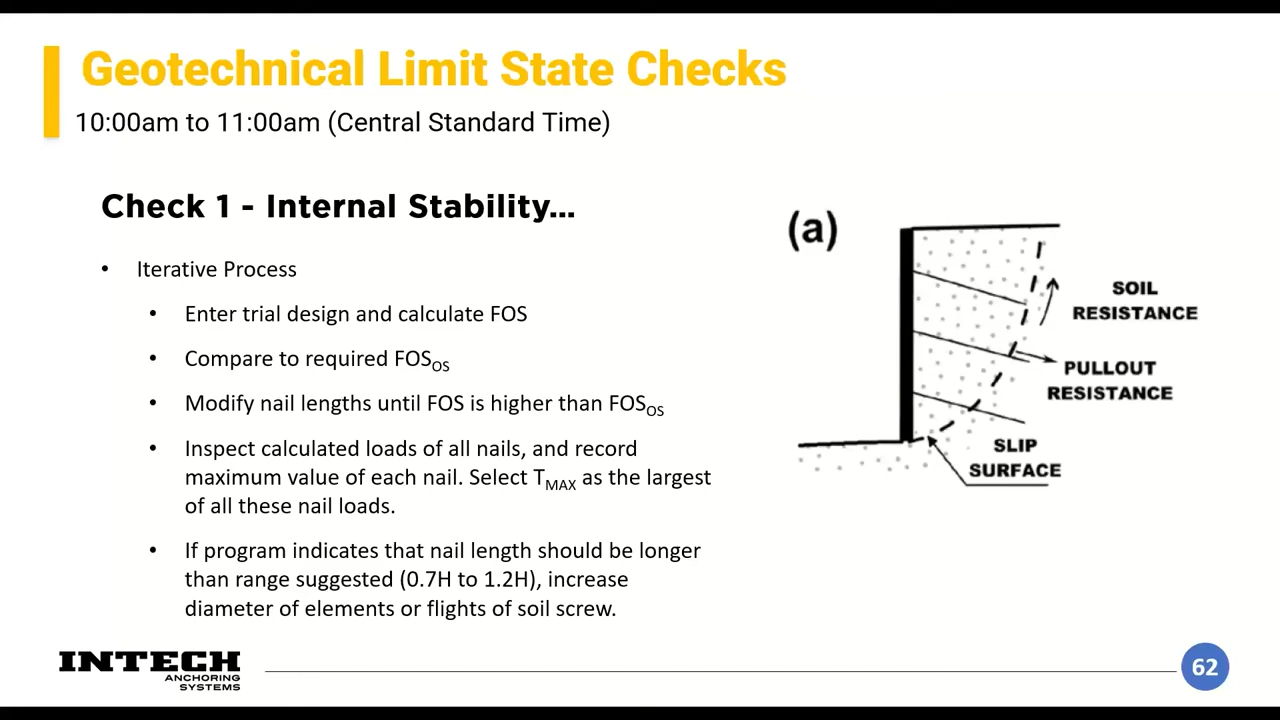 Geotechnical Limit State Checks
10:00am to 11:00am (Central Standard Time)
Check 1 - Internal Stability...
• Iterative Process
• Enter trial design and calculate FOS
• Compare to required FOSOS
• Modify nail lengths until FOS is higher than FOSOS
• Inspect calculated loads of all nails, and record
maximum value of each nail. Select TMAX as the largest
of all these nail loads.
• If program indicates that nail length should be longer
than range suggested (0.7H to 1.2H), increase
diameter of elements or flights of soil screw.
(a)
SOIL
RESISTANCE
PULLOUT
RESISTANCE
SLIP
SURFACE
INTECH
ANCHORING
SYSTEMS
62